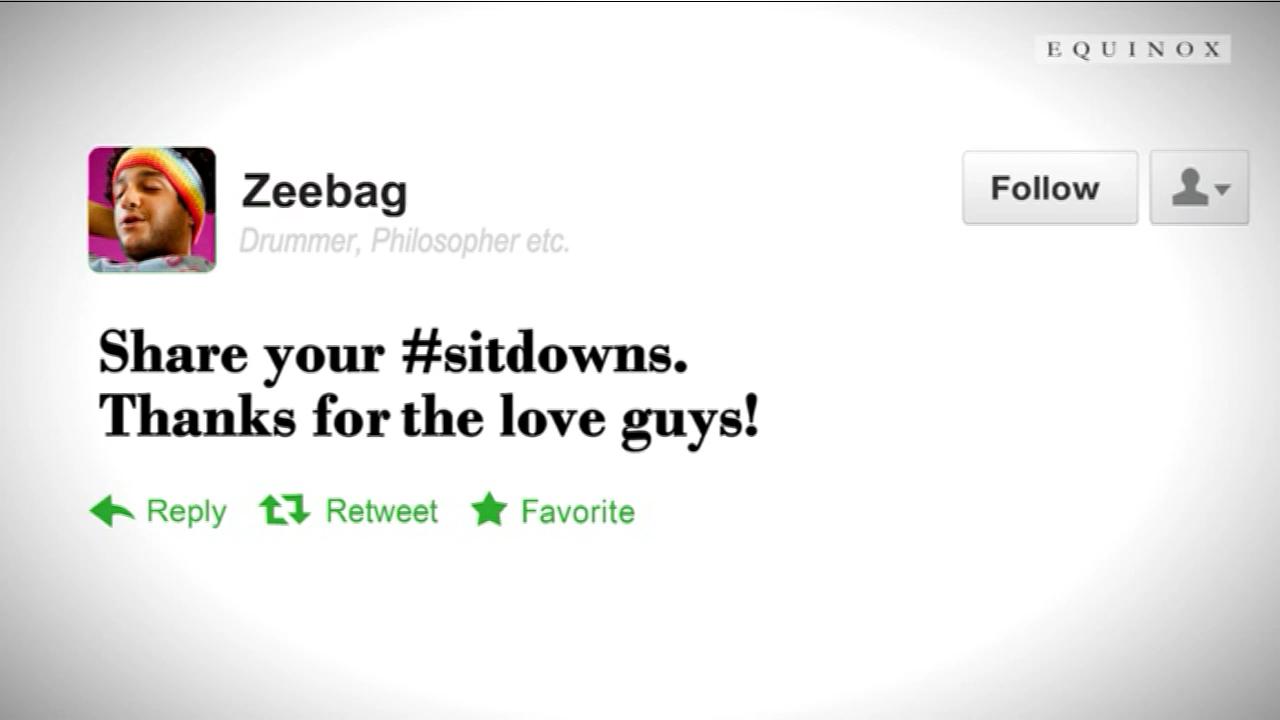 EQUINOX
Zeebag
Follow
Drummer, Philosopher etc.
Share your #sitdowns.
Thanks for the love guys!
Reply Retweet Favorite